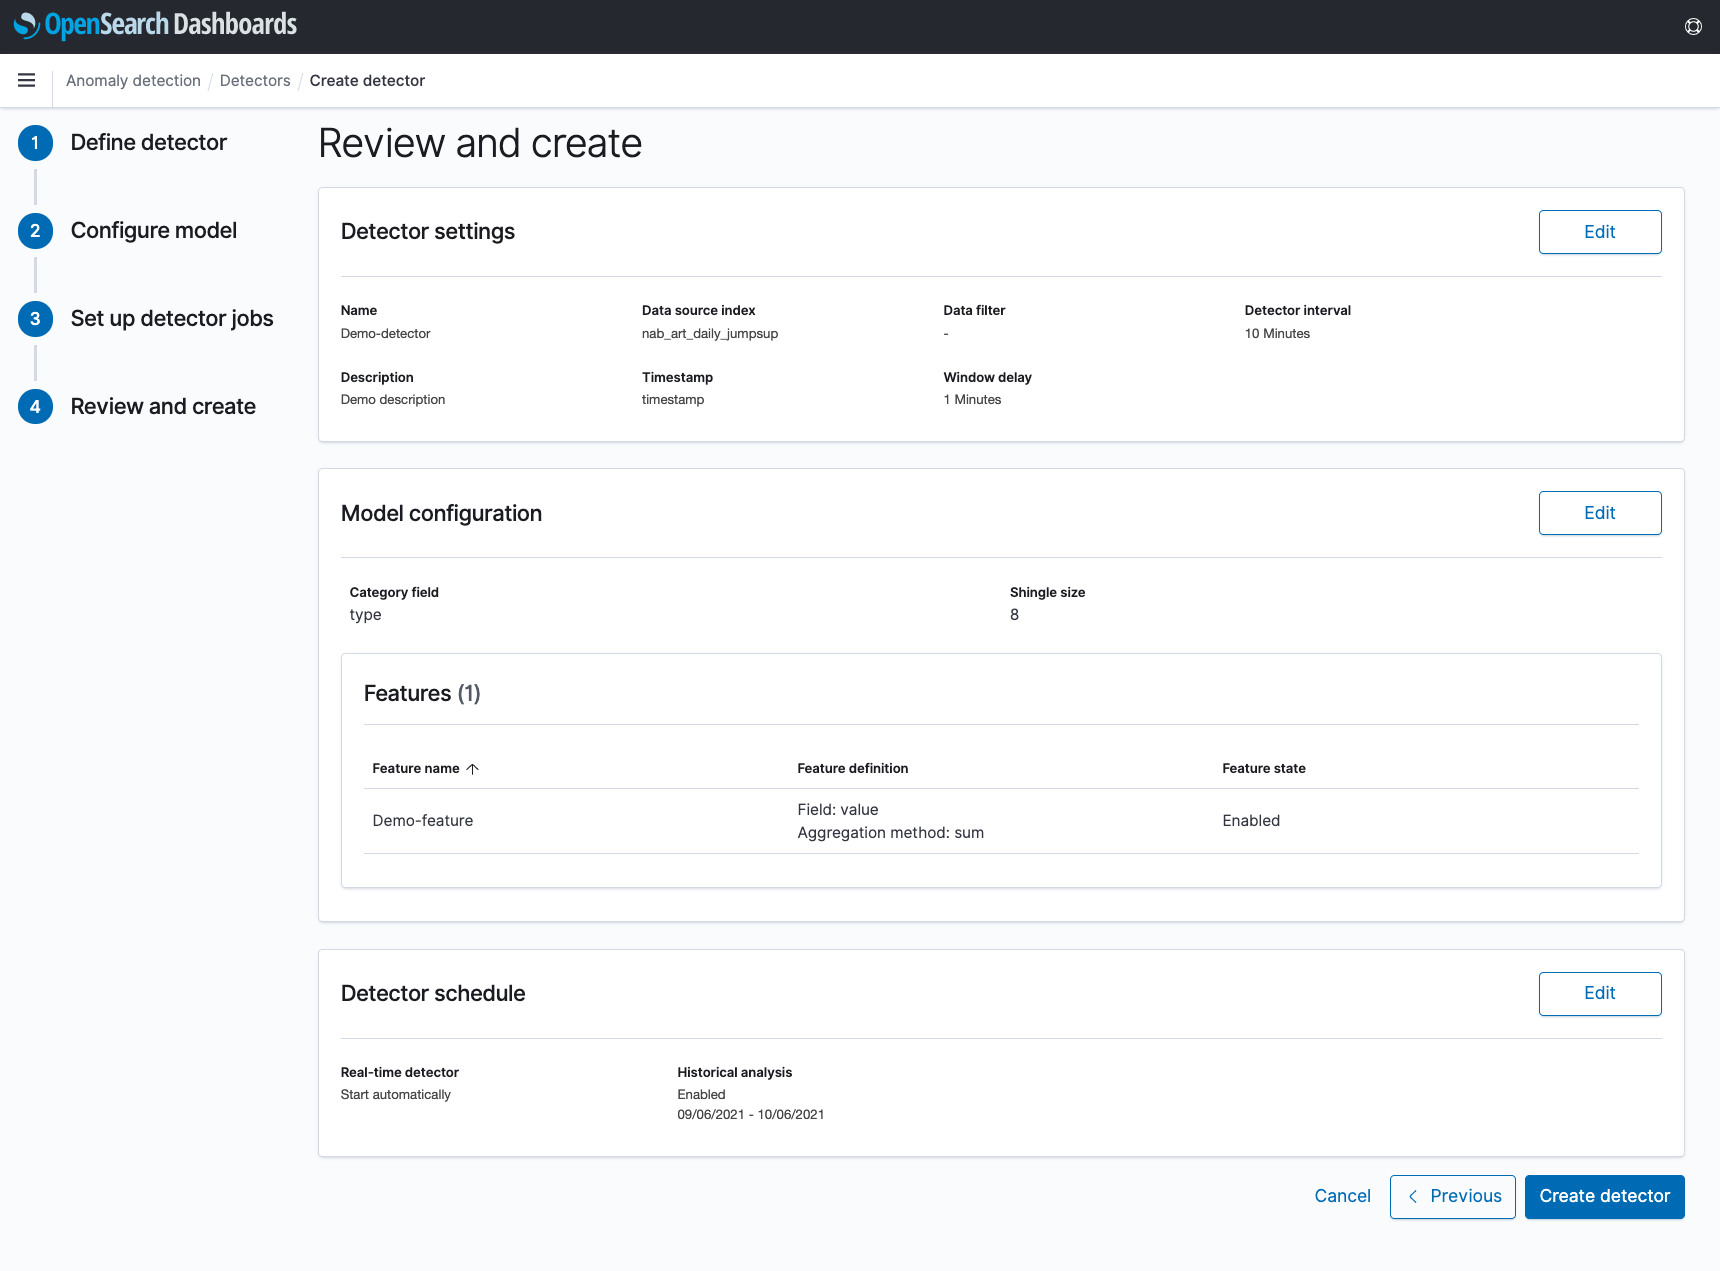 OpenSearch Dashboards
Anomaly detection / Detectors / Create detector
1 Define detector
2 Configure model
3 Set up detector jobs
4 Review and create
Review and create
Detector settings
Edit
Name
Demo-detector
Data source index
nab_art_daily_jumpsup
Data filter
-
Detector interval
10 Minutes
Description
Demo description
Timestamp
timestamp
Window delay
1 Minutes
Model configuration
Edit
Category field
type
Shingle size
8
Features (1)
Feature name
Feature definition
Feature state
Demo-feature
Field: value
Aggregation method: sum
Enabled
Detector schedule
Edit
Real-time detector
Start automatically
Historical analysis
Enabled
09/06/2021 - 10/06/2021
Cancel
Previous
Create detector